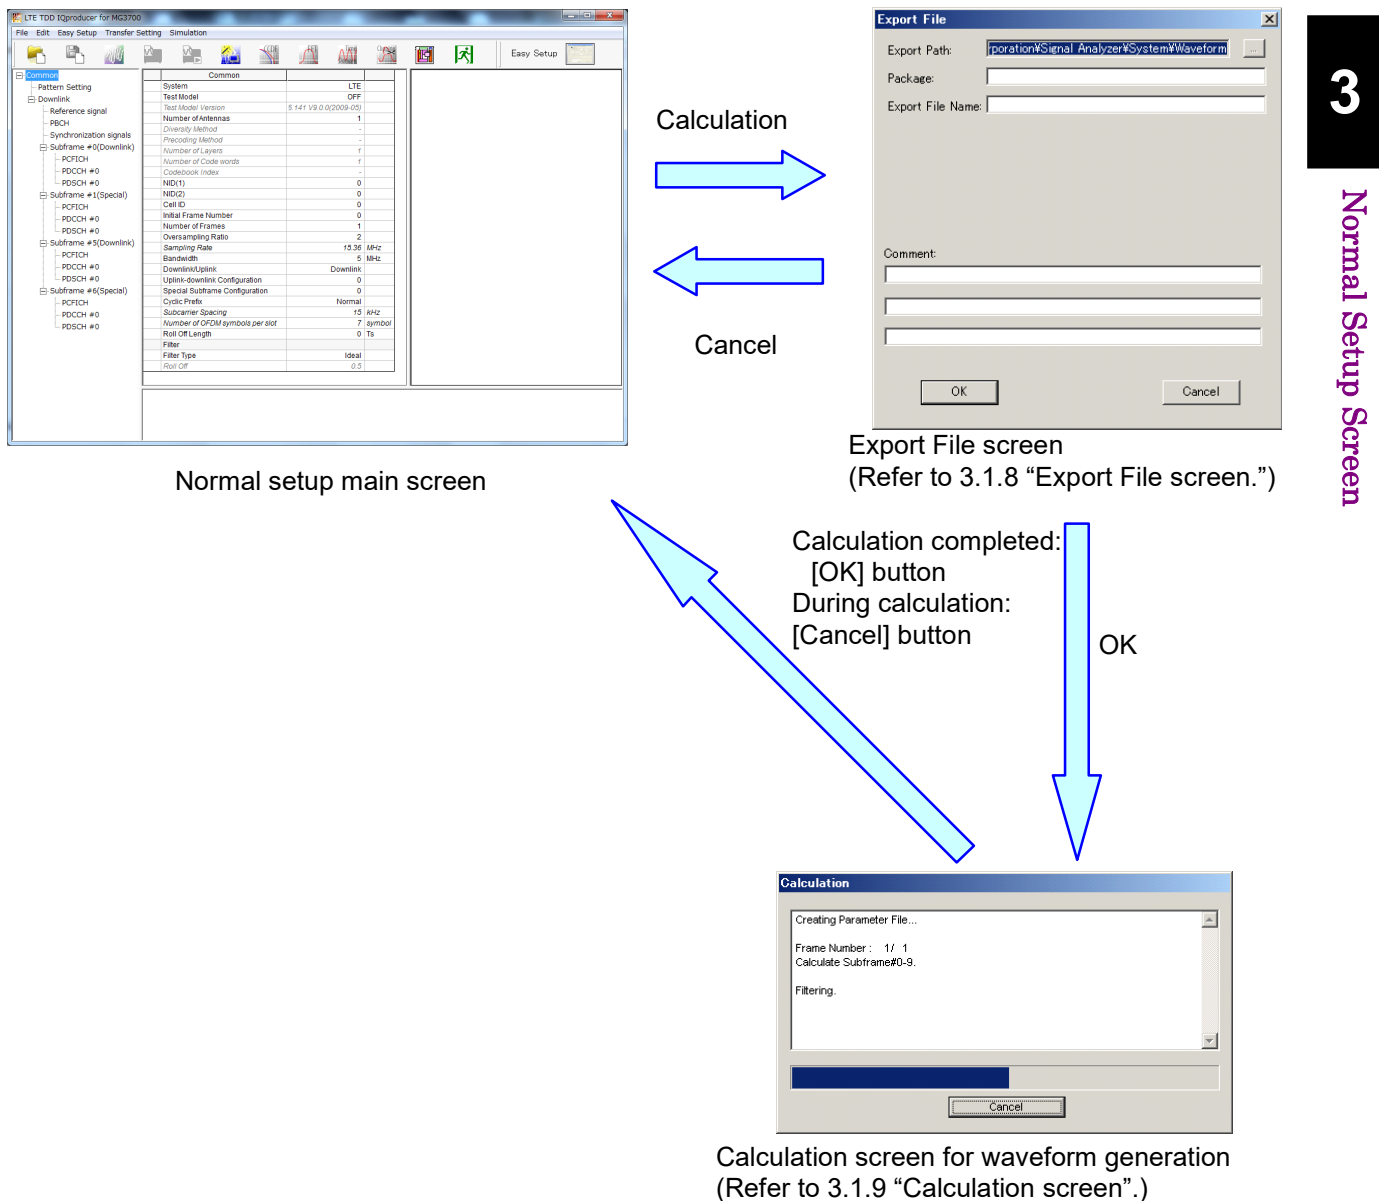 LTE TDD IQproducer for MG3700
File Edit Easy Setup Transfer Setting Simulation
Easy Setup
Common
Pattern Setting
Downlink
Reference signal
PBCH
Synchronization signals
Subframe #0(Downlink)
PCFICH
PDCCH #0
PDSCH #0
Subframe #1(Special)
PCFICH
PDCCH #0
PDSCH #0
Subframe #5(Downlink)
PCFICH
PDCCH #0
PDSCH #0
Subframe #6(Special)
PCFICH
PDCCH #0
PDSCH #0
Common
System LTE
Test Model OFF
Test Model Version 5.141 V9.0.0(2009-05)
Number of Antennas 1
Diversity Method -
Precoding Method -
Number of Layers 1
Number of Code words 1
Codebook Index -
NID(1) 0
NID(2) 0
Cell ID 0
Initial Frame Number 0
Number of Frames 1
Oversampling Ratio 2
Sampling Rate 15.36 MHz
Bandwidth 5 MHz
Downlink/Uplink Downlink
Uplink-downlink Configuration 0
Special Subframe Configuration 0
Cyclic Prefix Normal
Subcarrier Spacing 15 kHz
Number of OFDM symbols per slot 7 symbol
Roll Off Length 0 Ts
Filter
Filter Type Ideal
Roll Off 0.5
Normal setup main screen
Calculation
Cancel
Export File
Export Path: rporation¥Signal Analyzer¥System¥Waveform ...
Package:
Export File Name:
Comment:
OK Cancel
Export File screen
(Refer to 3.1.8 “Export File screen.”)
Calculation completed:
[OK] button
During calculation:
[Cancel] button
OK
Calculation
Creating Parameter File...
Frame Number : 1/ 1
Calculate Subframe#0-9.
Filtering.
Cancel
Calculation screen for waveform generation
(Refer to 3.1.9 “Calculation screen”.)
3
Normal Setup Screen